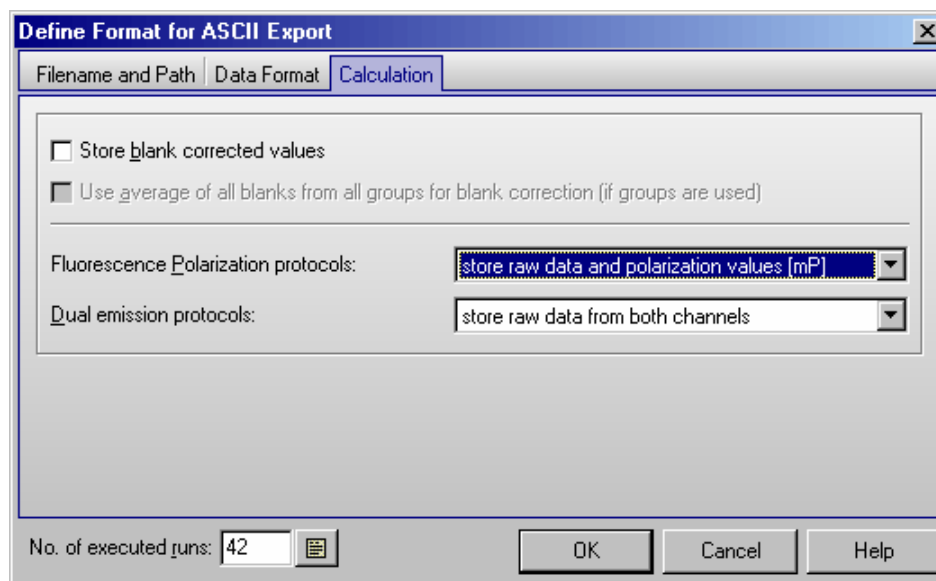 Define Format for ASCII Export
Filename and Path Data Format Calculation
Store blank corrected values
Use average of all blanks from all groups for blank correction (if groups are used)
Fluorescence Polarization protocols: store raw data and polarization values [mP]
Dual emission protocols: store raw data from both channels
No. of executed runs: 42 OK Cancel Help